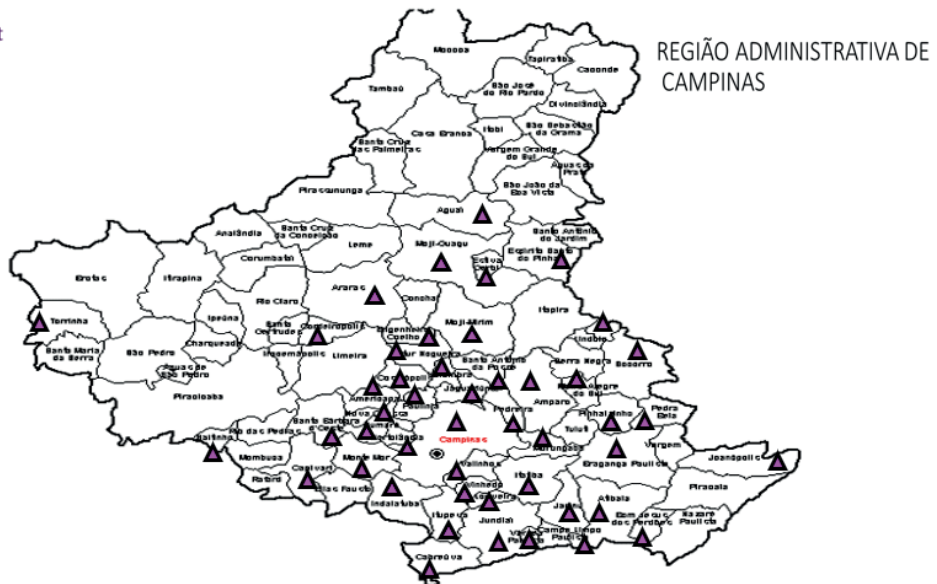 t
REGIÃO ADMINISTRATIVA DE
CAMPINAS
Mococa
Tapiratiba
Caconde
Tambaú
São José
do Rio Pardo
Divinolândia
Casa Branca
Itobi
São Sebastião
da Grama
Santa Cruz
das Palmeiras
Vargem Grande
do Sul
Águas da
Prata
Pirassununga
São João da
Boa Vista
Aguaí
Analândia
Santa Cruz
da Conceição
Leme
Moji-Guaçu
Santo Antônio
do Jardim
Espírito Santo
do Pinhal
Estiva
Gerbi
Brotas
Itirapina
Corumbataí
Araras
Conchal
Rio Claro
Itapira
Torrinha
Ipeúna
Santa
Gertrudes
Cordeirópolis
Engenheiro
Coelho
Moji-Mirim
Lindóia
Socorro
Santa Maria
da Serra
São Pedro
Charqueada
Iracemápolis
Limeira
Artur Nogueira
Santo Antônio
de Posse
Serra Negra
Águas de
São Pedro
Piracicaba
Americana
Paulínia
Amparo
Pedreira
Pinhalzinho
Pedra
Bela
Rio das Pedras
Santa Bárbara
d'Oeste
Nova Odessa
Tuiuti
Saltinho
Campinas
Morungaba
Vargem
Mombuca
Monte Mor
Valinhos
Itatiba
Bragança Paulista
Joanópolis
Rafard
Capivari
Elias Fausto
Vinhedo
Piracaia
Indaiatuba
Louveira
Jarinu
Atibaia
Itupeva
Jundiaí
Várzea
Paulista
Campo Limpo
Paulista
Bom Jesus
dos Perdões
Nazaré
Paulista
Cabreúva